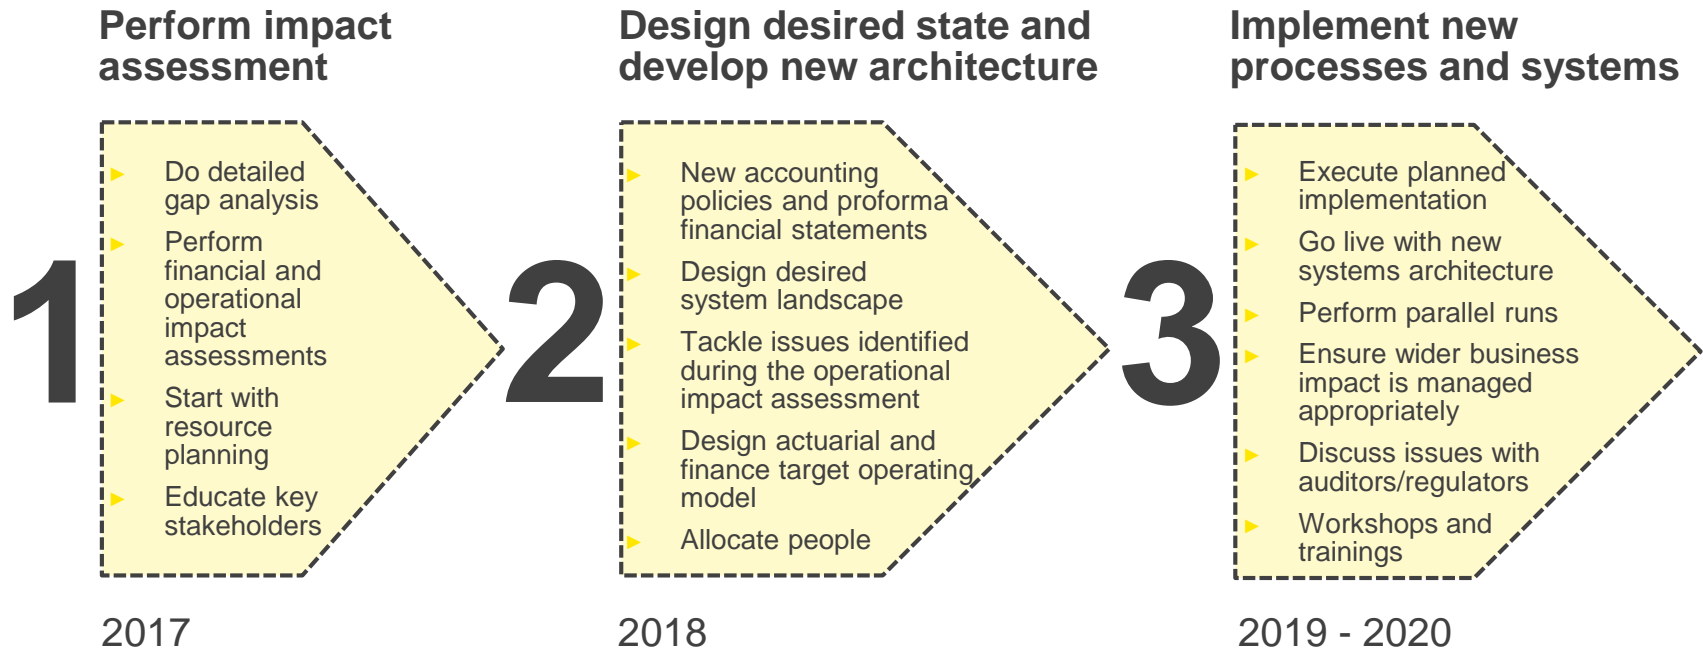 Perform impact
assessment
1
► Do detailed
gap analysis
► Perform
financial and
operational
impact
assessments
► Start with
resource
planning
► Educate key
stakeholders
2017
Design desired state and
develop new architecture
2
► New accounting
policies and proforma
financial statements
► Design desired
system landscape
► Tackle issues identified
during the operational
impact assessment
► Design actuarial and
finance target operating
model
► Allocate people
2018
Implement new
processes and systems
3
► Execute planned
implementation
► Go live with new
systems architecture
► Perform parallel runs
► Ensure wider business
impact is managed
appropriately
► Discuss issues with
auditors/regulators
► Workshops and
trainings
2019 - 2020